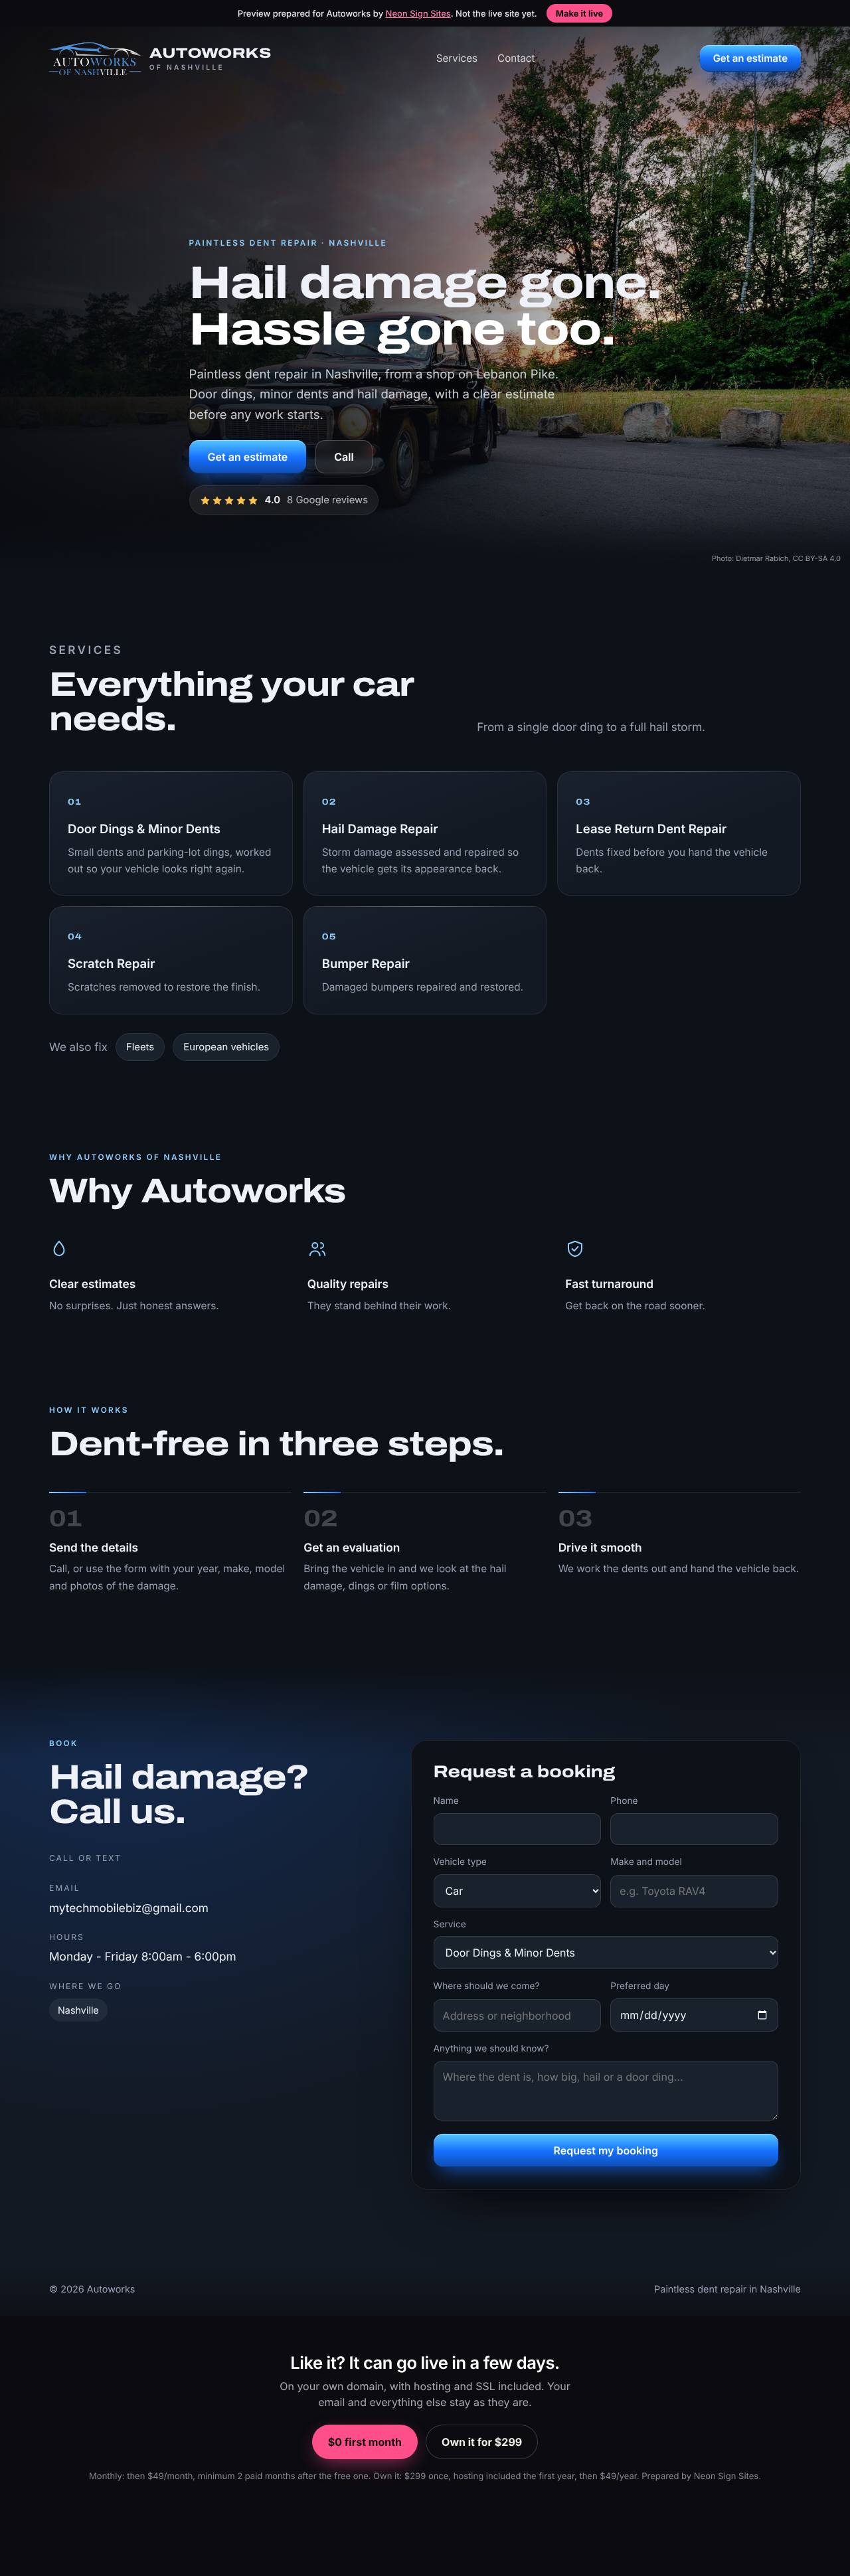 Preview prepared for Autoworks by Neon Sign Sites. Not the live site yet. Make it live
AUTOWORKS
OF NASHVILLE
AUTOWORKS
OF NASHVILLE
Services Contact
Get an estimate
PAINTLESS DENT REPAIR · NASHVILLE
Hail damage gone.
Hassle gone too.
Paintless dent repair in Nashville, from a shop on Lebanon Pike.
Door dings, minor dents and hail damage, with a clear estimate
before any work starts.
Get an estimate Call
4.0 8 Google reviews
Photo: Dietmar Rabich, CC BY-SA 4.0
SERVICES
Everything your car
needs.
From a single door ding to a full hail storm.
01
Door Dings & Minor Dents
Small dents and parking-lot dings, worked
out so your vehicle looks right again.
02
Hail Damage Repair
Storm damage assessed and repaired so
the vehicle gets its appearance back.
03
Lease Return Dent Repair
Dents fixed before you hand the vehicle
back.
04
Scratch Repair
Scratches removed to restore the finish.
05
Bumper Repair
Damaged bumpers repaired and restored.
We also fix Fleets European vehicles
WHY AUTOWORKS OF NASHVILLE
Why Autoworks
Clear estimates
No surprises. Just honest answers.
Quality repairs
They stand behind their work.
Fast turnaround
Get back on the road sooner.
HOW IT WORKS
Dent-free in three steps.
01
Send the details
Call, or use the form with your year, make, model
and photos of the damage.
02
Get an evaluation
Bring the vehicle in and we look at the hail
damage, dings or film options.
03
Drive it smooth
We work the dents out and hand the vehicle back.
BOOK
Hail damage?
Call us.
CALL OR TEXT
EMAIL
mytechmobilebiz@gmail.com
HOURS
Monday - Friday 8:00am - 6:00pm
WHERE WE GO
Nashville
Request a booking
Name Phone
Vehicle type Make and model
Car e.g. Toyota RAV4
Service
Door Dings & Minor Dents
Where should we come? Preferred day
Address or neighborhood mm/dd/yyyy
Anything we should know?
Where the dent is, how big, hail or a door ding...
Request my booking
© 2026 Autoworks
Paintless dent repair in Nashville
Like it? It can go live in a few days.
On your own domain, with hosting and SSL included. Your
email and everything else stay as they are.
$0 first month Own it for $299
Monthly: then $49/month, minimum 2 paid months after the free one. Own it: $299 once, hosting included the first year, then $49/year. Prepared by Neon Sign Sites.